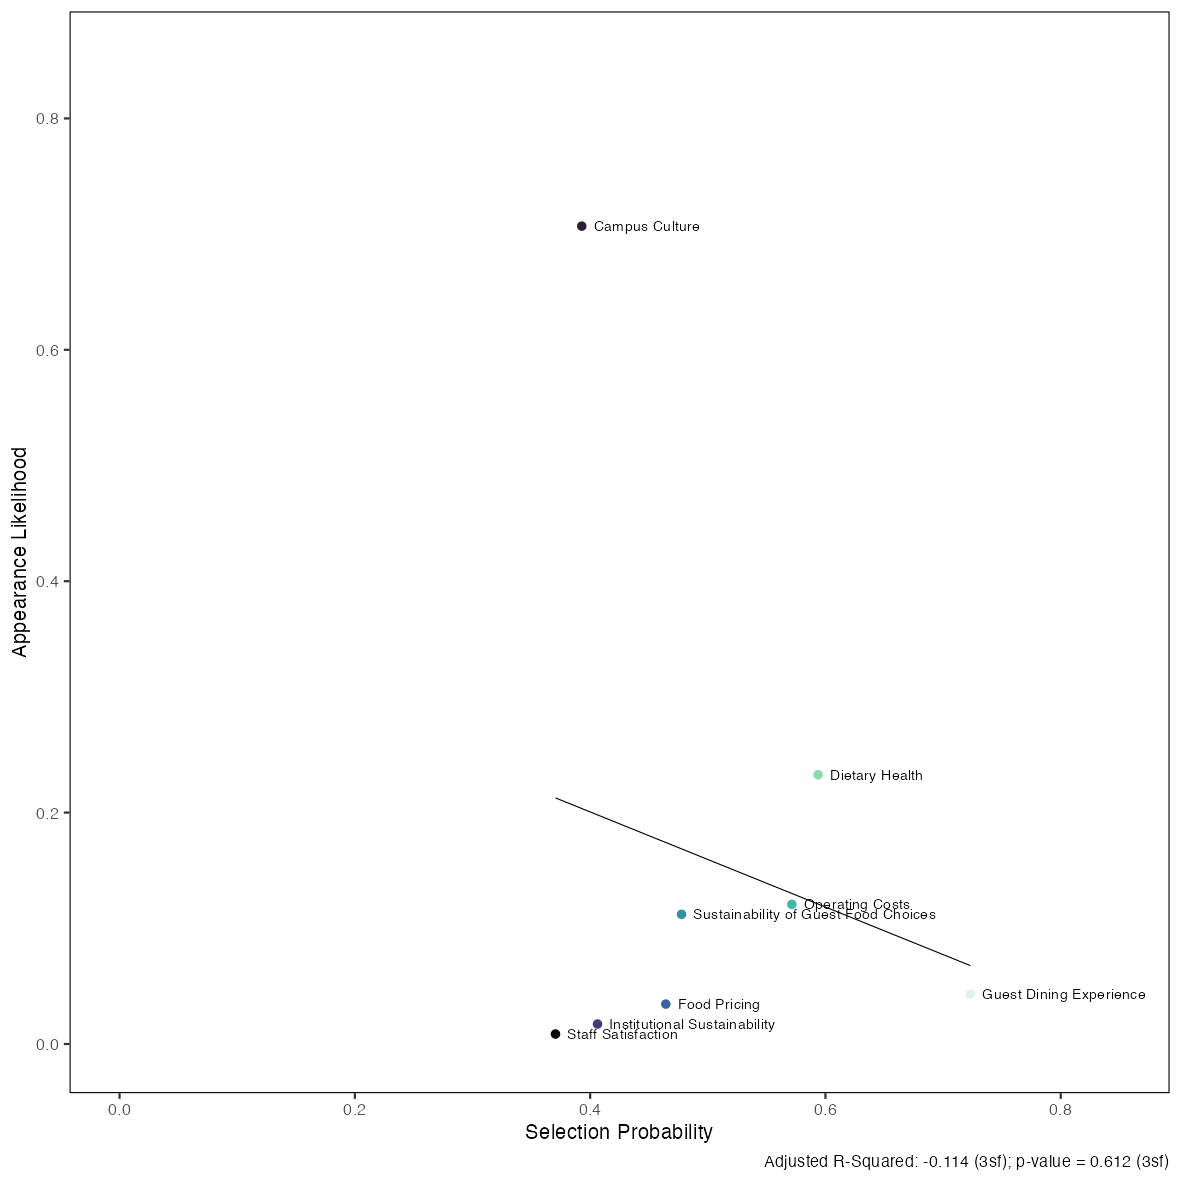 0.8
0.6
0.4
0.2
0.0
Appearance Likelihood
Campus Culture
Dietary Health
Operating Costs
Sustainability of Guest Food Choices
Guest Dining Experience
Food Pricing
Institutional Sustainability
Staff Satisfaction
0.0 0.2 0.4 0.6 0.8
Selection Probability
Adjusted R-Squared: -0.114 (3sf); p-value = 0.612 (3sf)